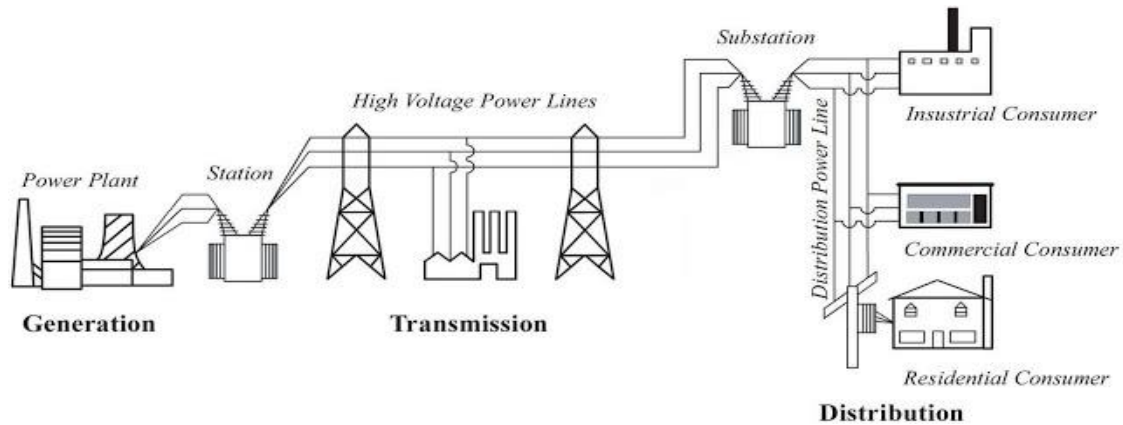 Substation
High Voltage Power Lines
Insustrial Consumer
Station
Power Plant
Distribution Power Line
Commercial Consumer
Generation
Transmission
Residential Consumer
Distribution